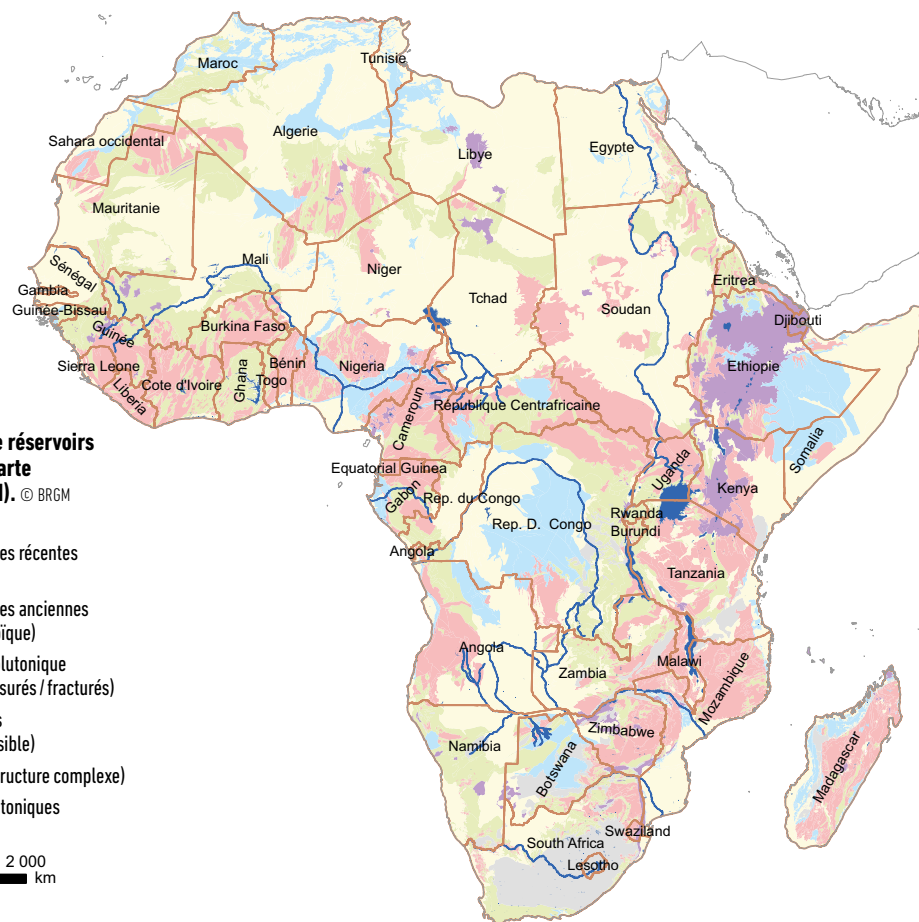 Maroc
Tunisie
Algerie
Libye
Egypte
Sahara occidental
Mauritanie
Mali
Niger
Tchad
Soudan
Eritrea
Djibouti
Sénégal
Gambia
Guinée-Bissau
Guinée
Burkina Faso
Sierra Leone
Liberia
Cote d'Ivoire
Ghana
Togo
Bénin
Nigeria
Cameroun
République Centrafricaine
Ethiopie
Somalia
Equatorial Guinea
Gabon
Rep. du Congo
Rep. D. Congo
Uganda
Kenya
Rwanda
Burundi
Angola
Tanzania
Angola
Zambia
Malawi
Mozambique
Namibia
Botswana
Zimbabwe
Madagascar
South Africa
Swaziland
Lesotho
e réservoirs
arte
). © BRGM
es récentes
es anciennes
oïque)
lutonique
surés / fracturés)
s
sible)
tructure complexe)
toniques
2 000
km